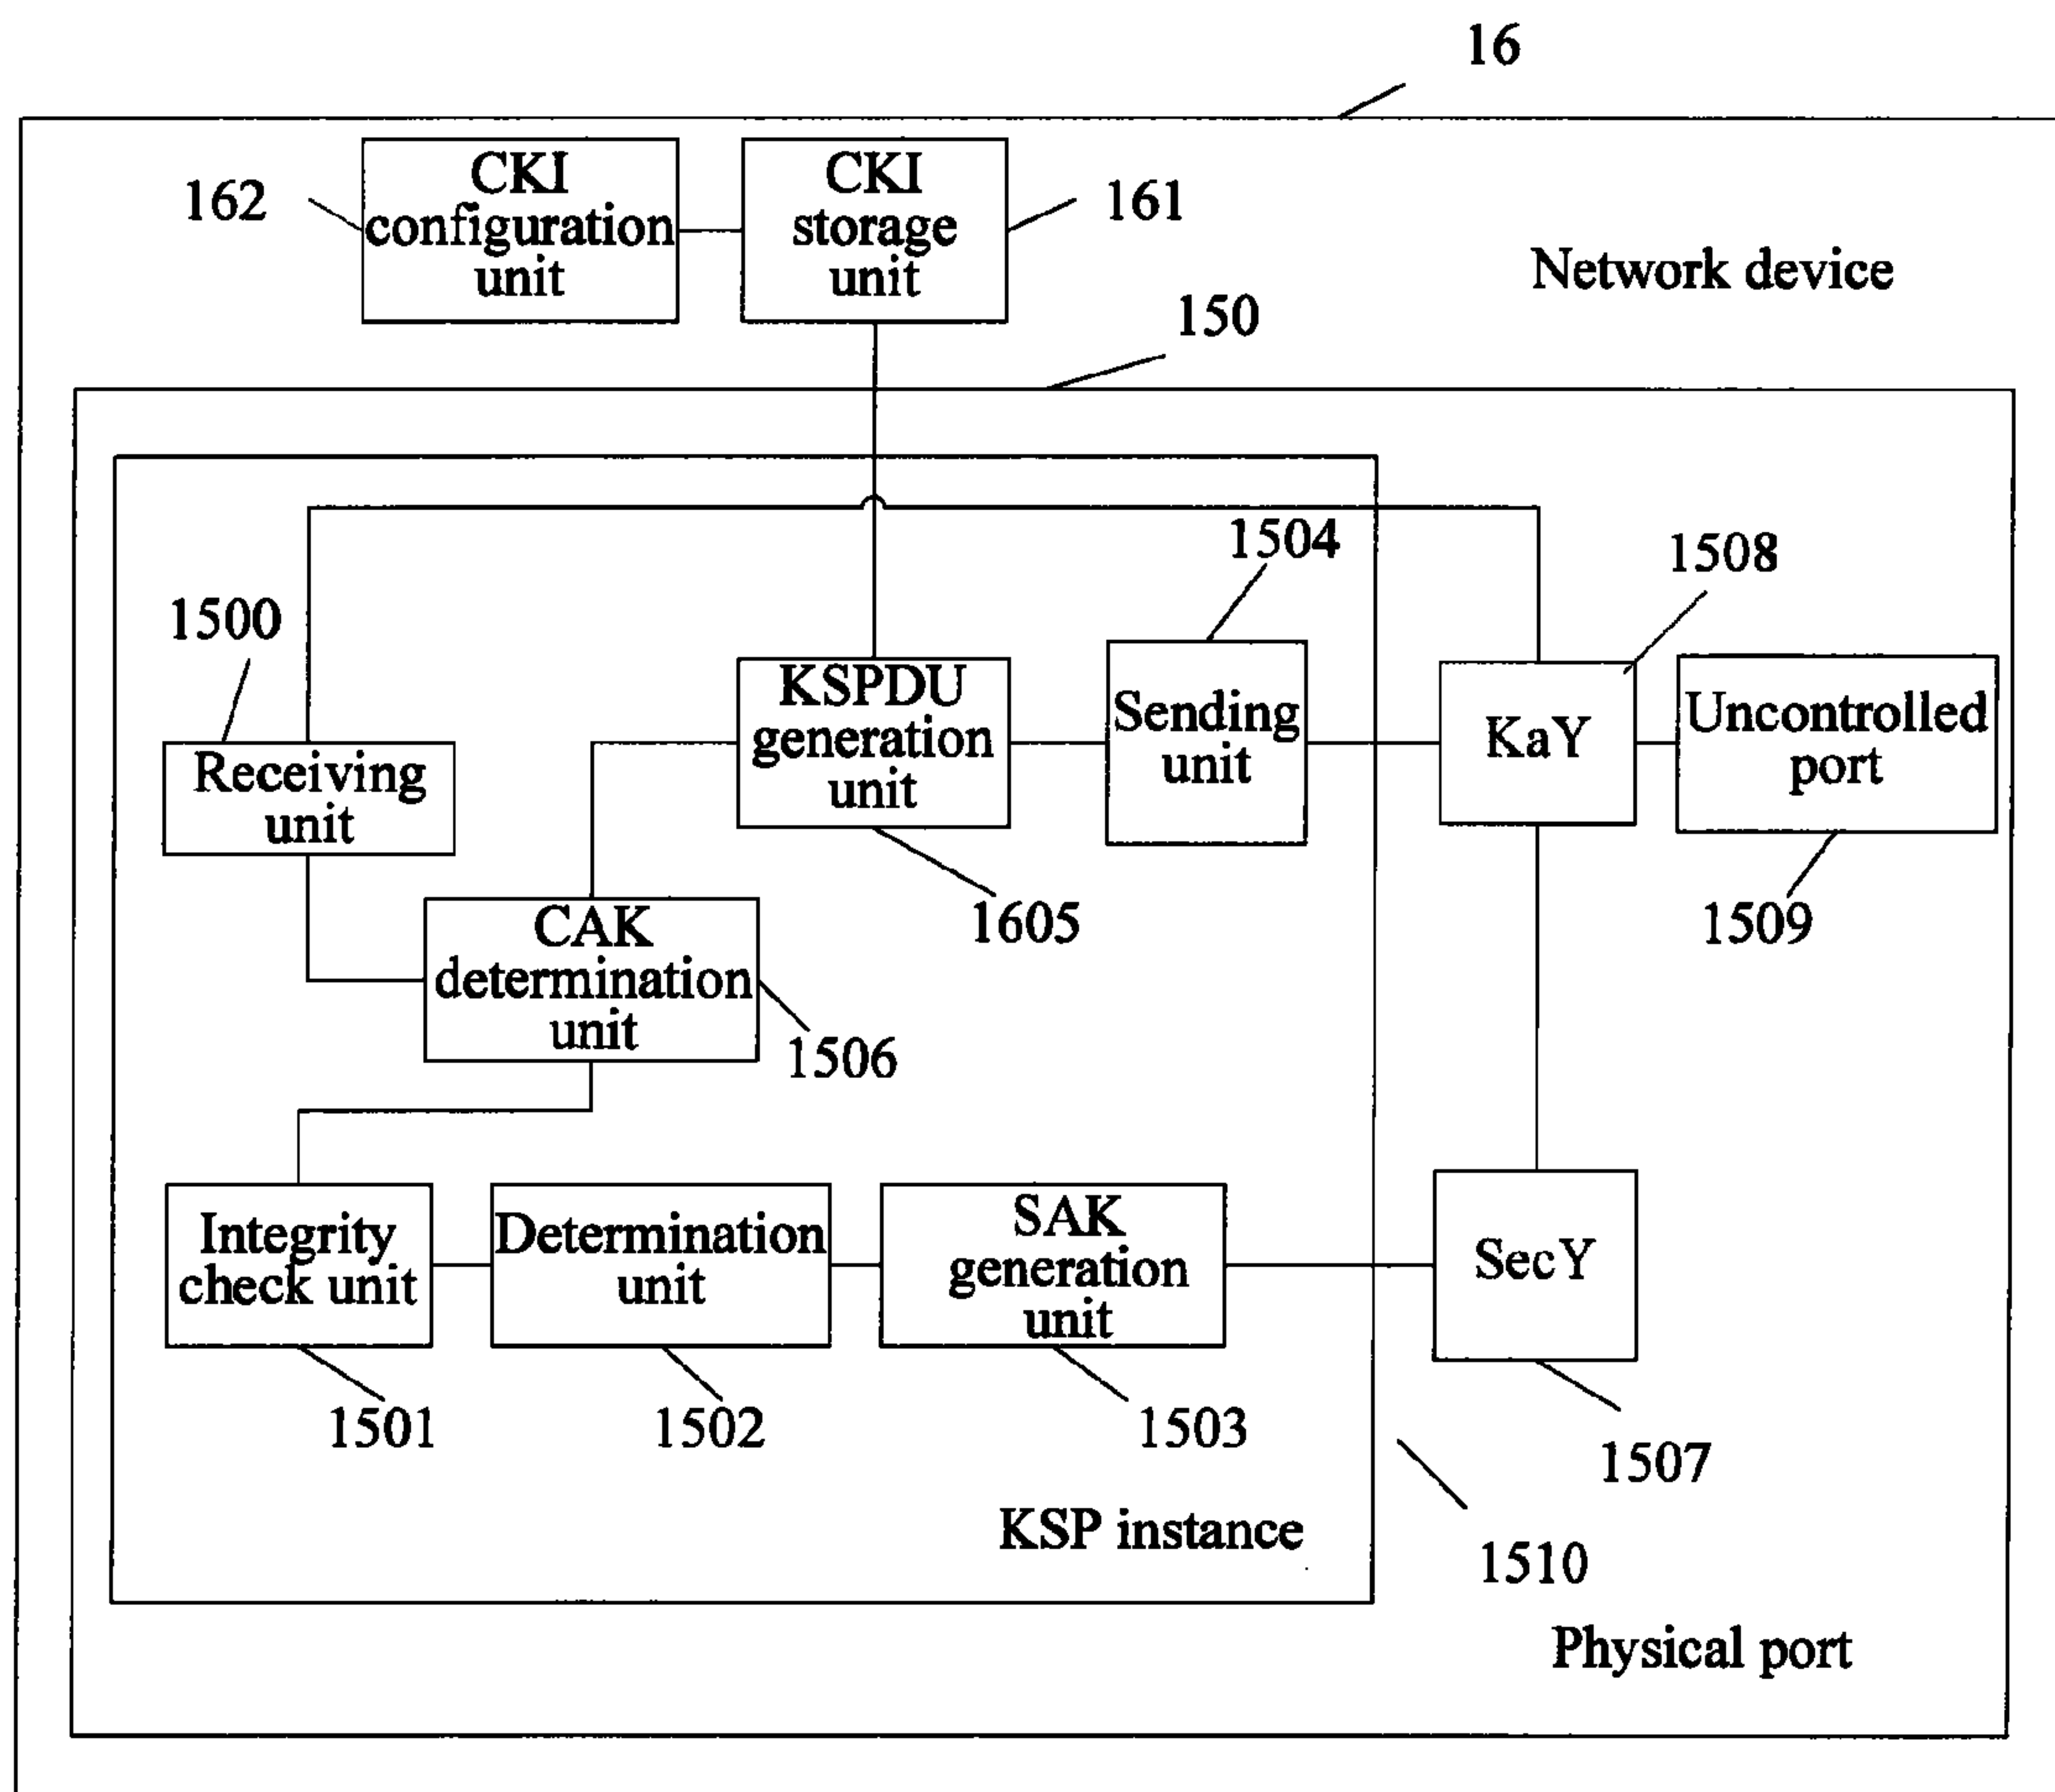 16
CKI
configuration
unit
CKI
storage
unit
162
161
Network device
150
1504
1508
1500
KSPDU
generation
unit
Sending
unit
KaY
Uncontrolled
port
Receiving
unit
1605
1509
CAK
determination
unit
1506
Integrity
check unit
Determination
unit
SAK
generation
unit
SecY
1501
1502
1503
1507
KSP instance
1510
Physical port